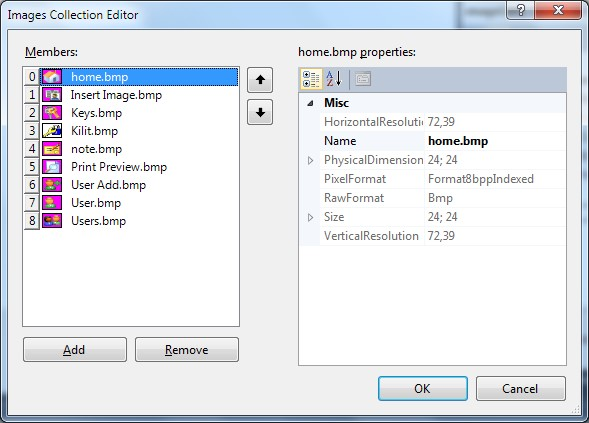 Images Collection Editor
Members:
0 home.bmp
1 Insert Image.bmp
2 Keys.bmp
3 Kilit.bmp
4 note.bmp
5 Print Preview.bmp
6 User Add.bmp
7 User.bmp
8 Users.bmp
Add Remove
home.bmp properties:
Misc
HorizontalResolutic 72,39
Name home.bmp
PhysicalDimension 24; 24
PixelFormat Format8bppIndexed
RawFormat Bmp
Size 24; 24
VerticalResolution 72,39
OK Cancel